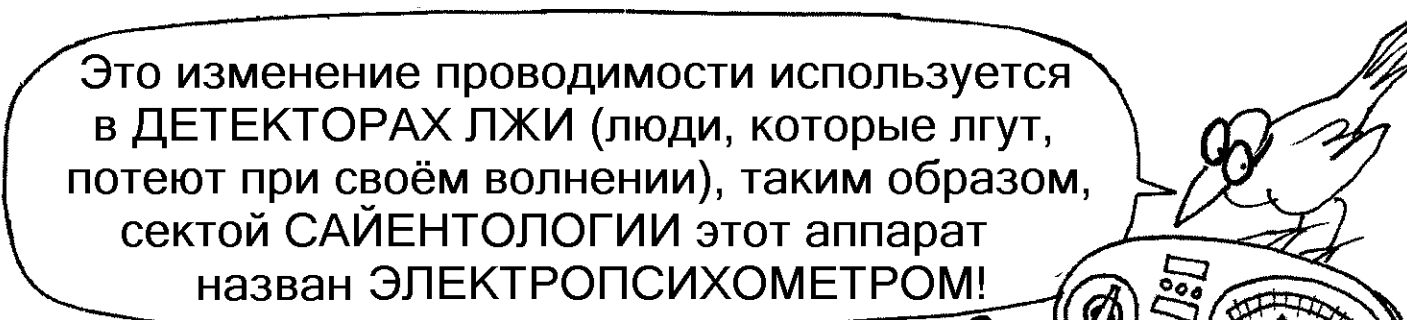 Это изменение проводимости используется
в ДЕТЕКТОРАХ ЛЖИ (люди, которые лгут,
потеют при своём волнении), таким образом,
сектой САЙЕНТОЛОГИИ этот аппарат
назван ЭЛЕКТРОПСИХОМЕТРОМ!